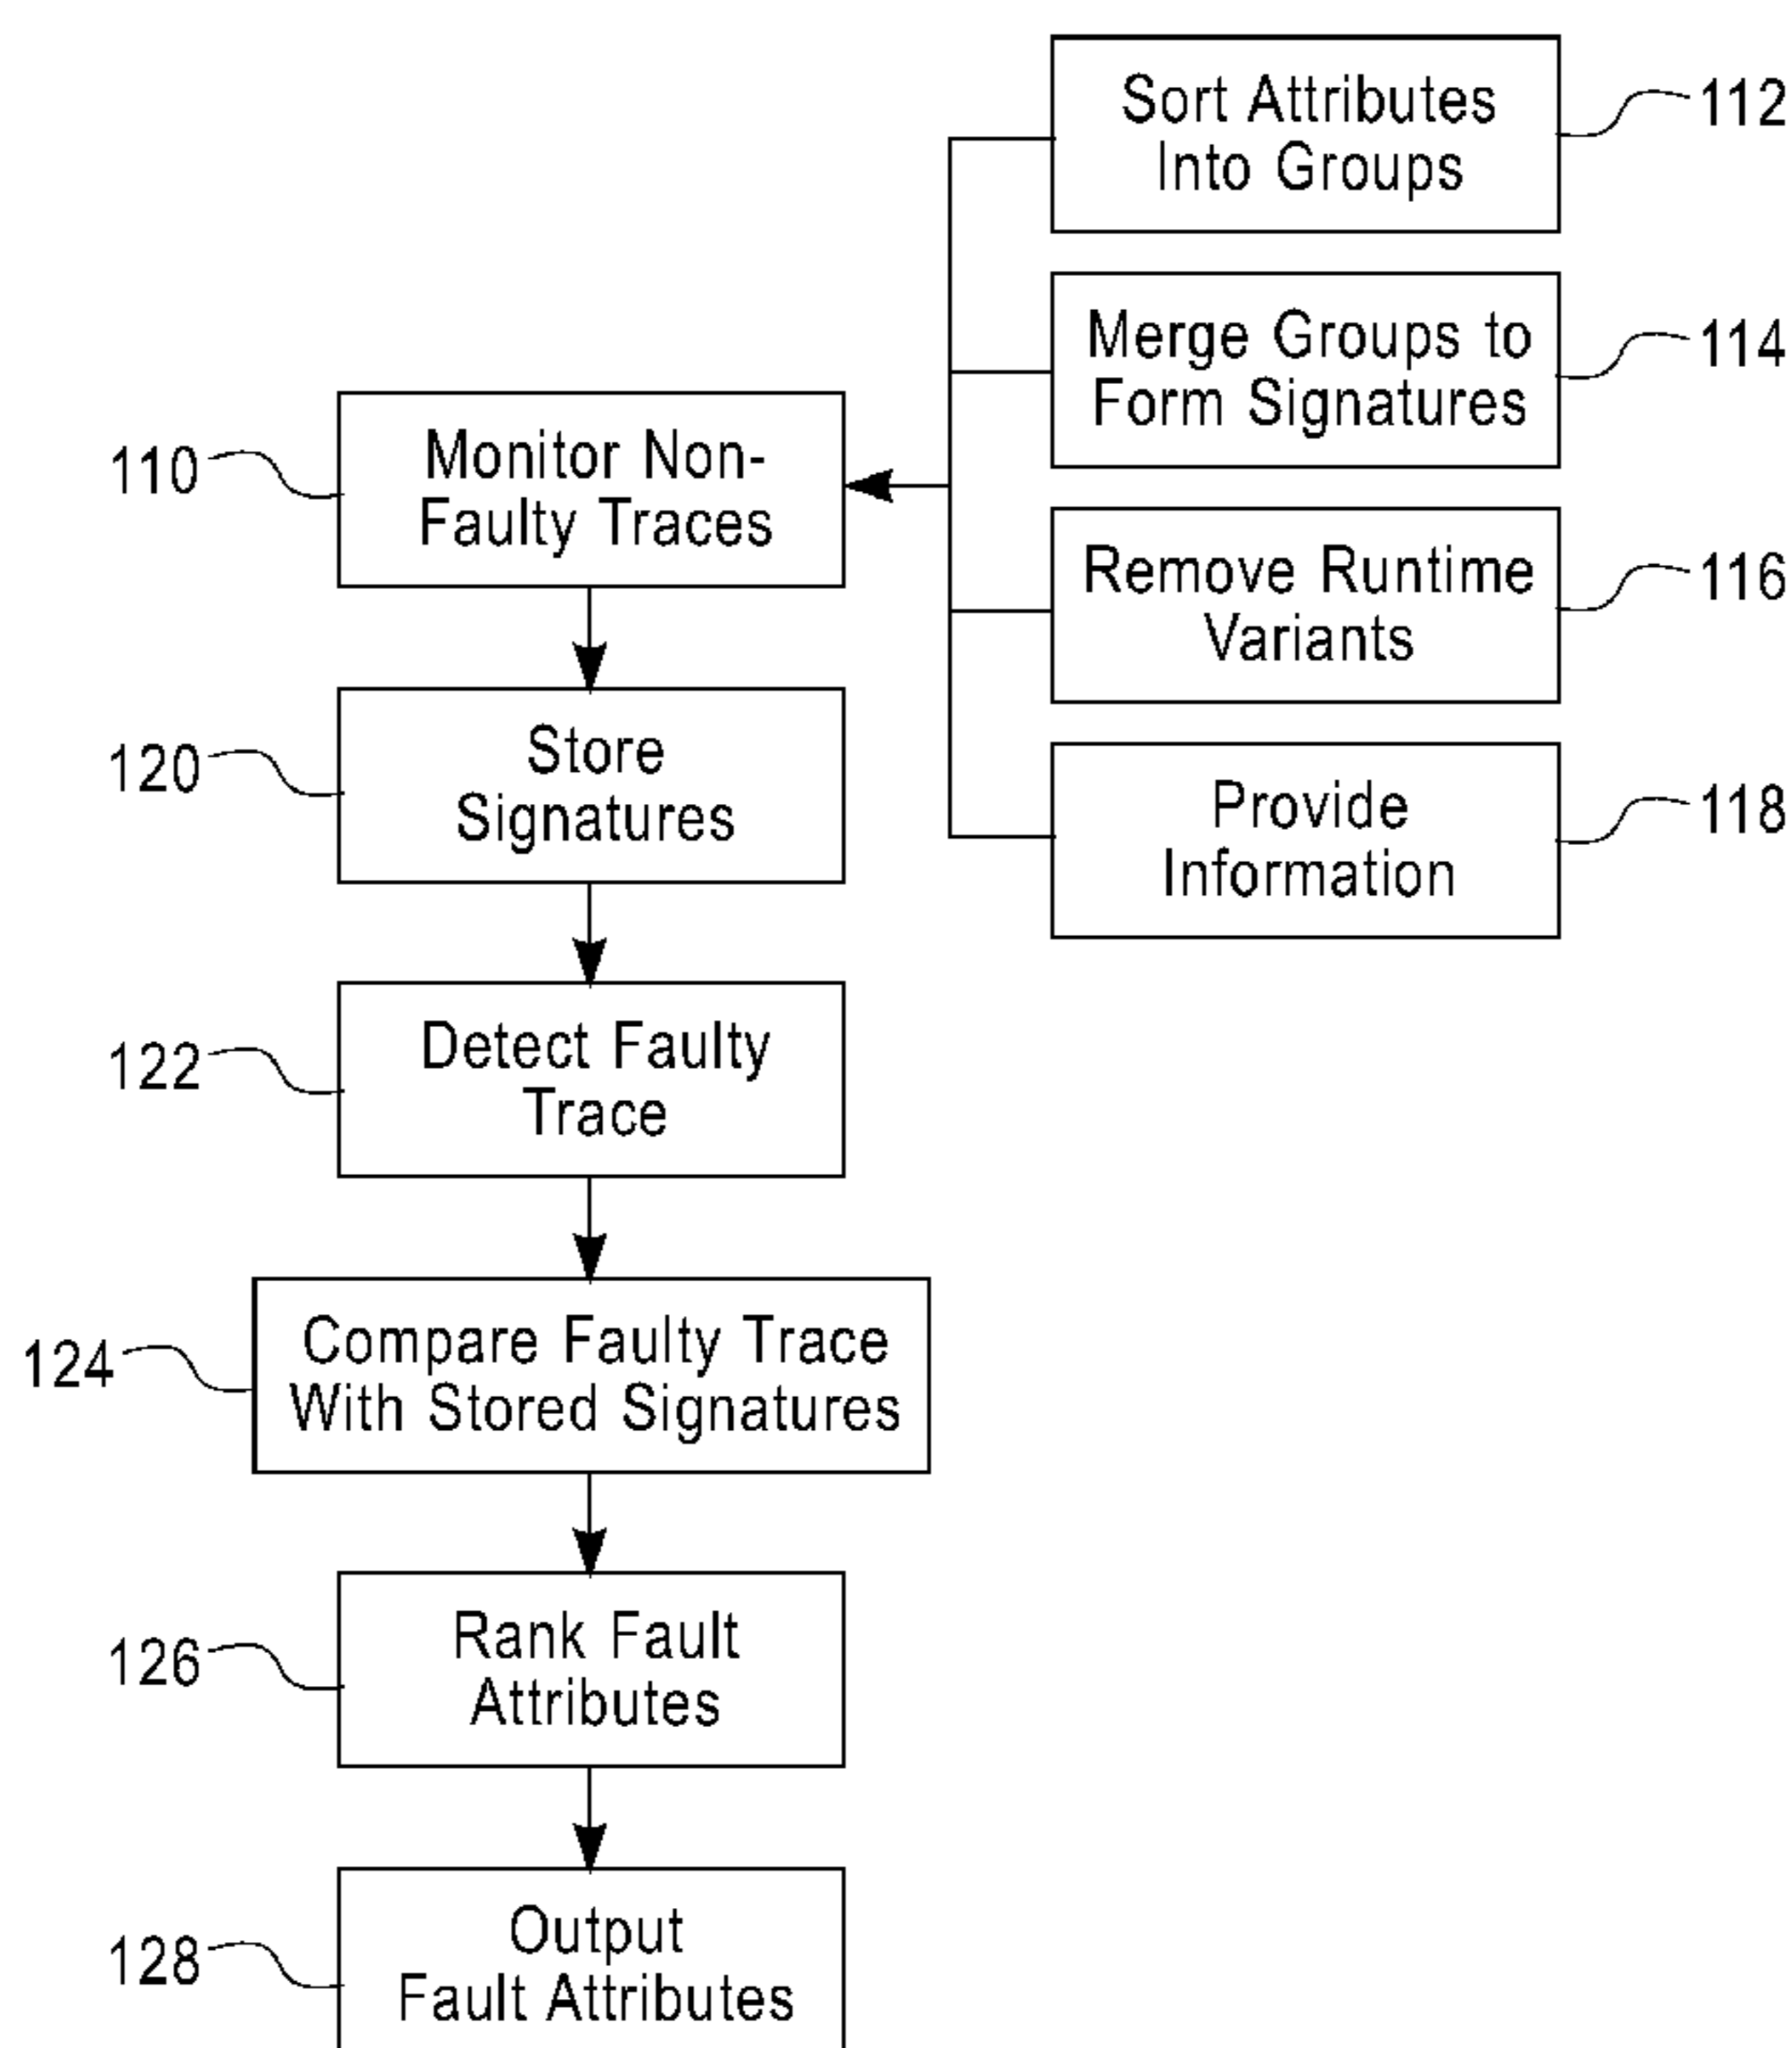 Sort Attributes
Into Groups
112
Merge Groups to
Form Signatures
114
110
Monitor Non-
Faulty Traces
Remove Runtime
Variants
116
120
Store
Signatures
Provide
Information
118
122
Detect Faulty
Trace
124
Compare Faulty Trace
With Stored Signatures
126
Rank Fault
Attributes
128
Output
Fault Attributes